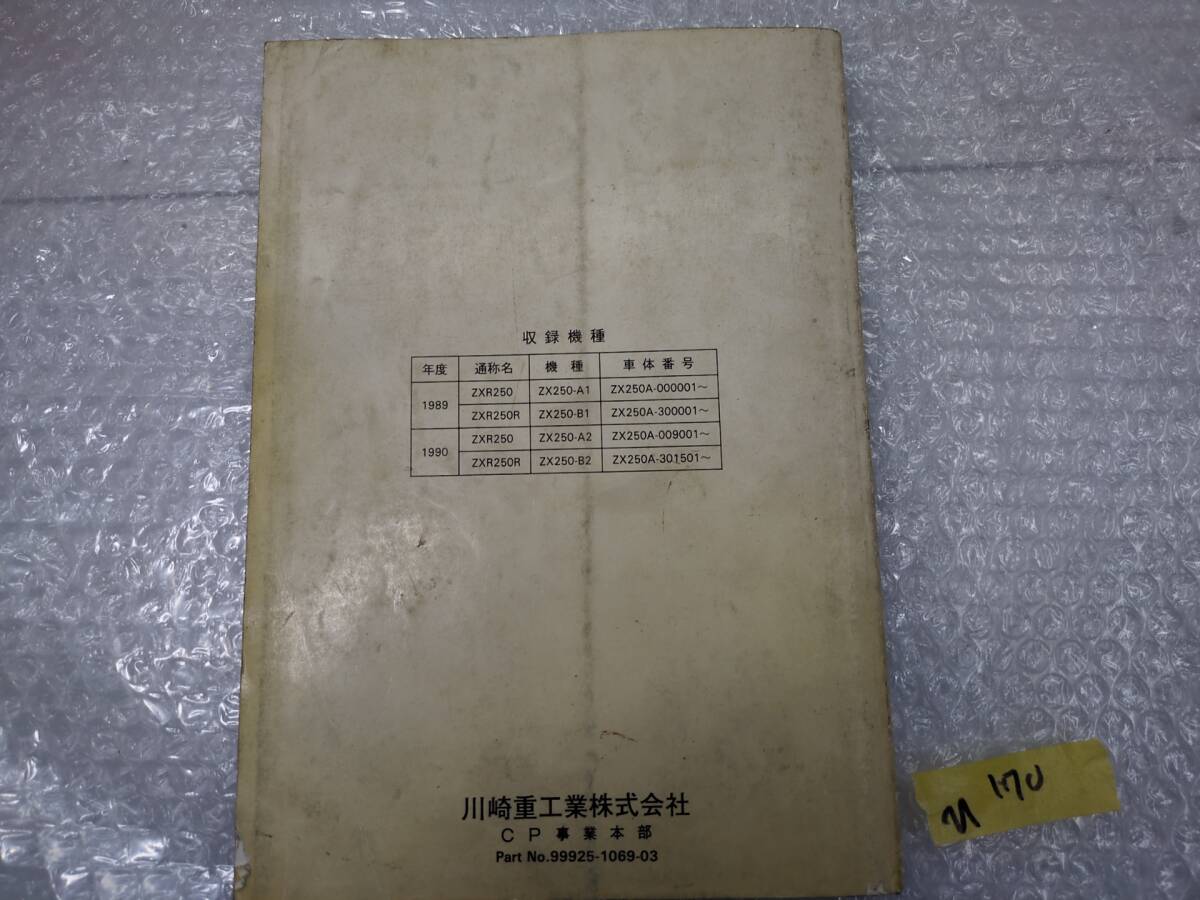 収録機種
年度 通称名 機種 車体番号
1989 ZXR250 ZX250-A1 ZX250A-000001～
ZXR250R ZX250-B1 ZX250A-300001～
1990 ZXR250 ZX250-A2 ZX250A-009001～
ZXR250R ZX250-B2 ZX250A-301501～
川崎重工業株式会社
CP事業本部
Part No.99925-1069-03
170